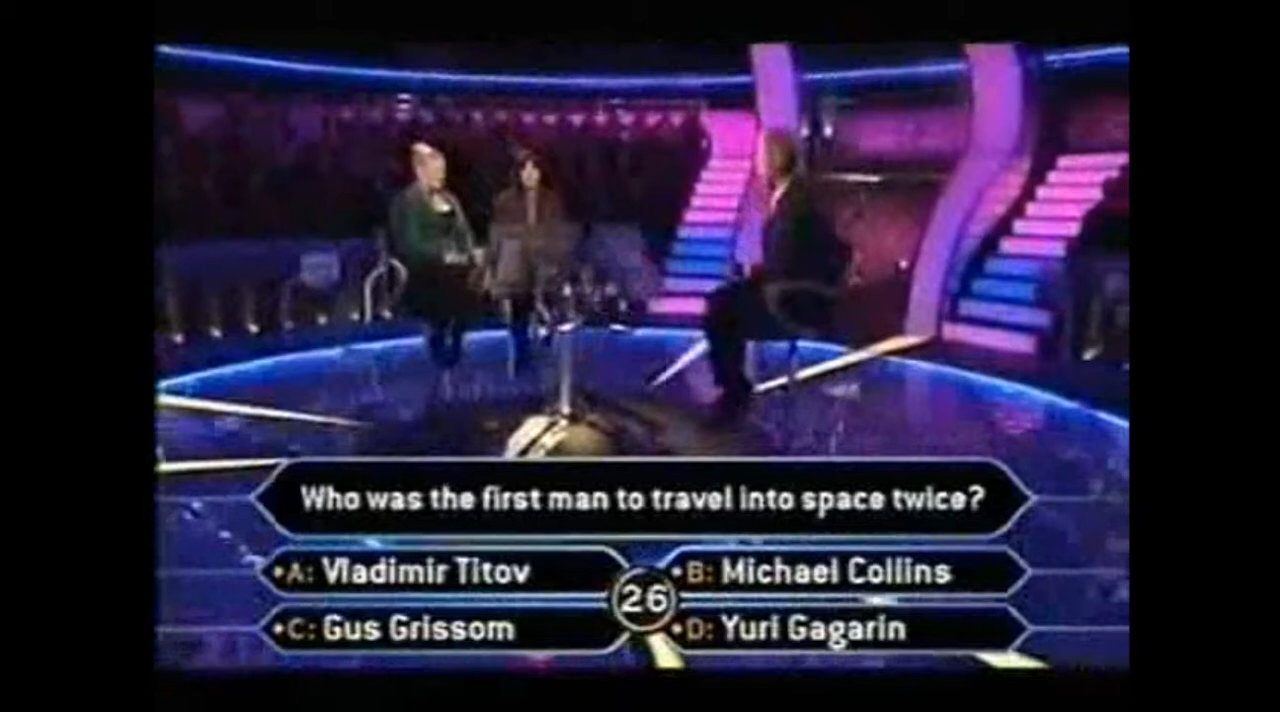 Who was the first man to travel into space twice?
•A: Vladimir Titov
•B: Michael Collins
26
•C: Gus Grissom
•D: Yuri Gagarin